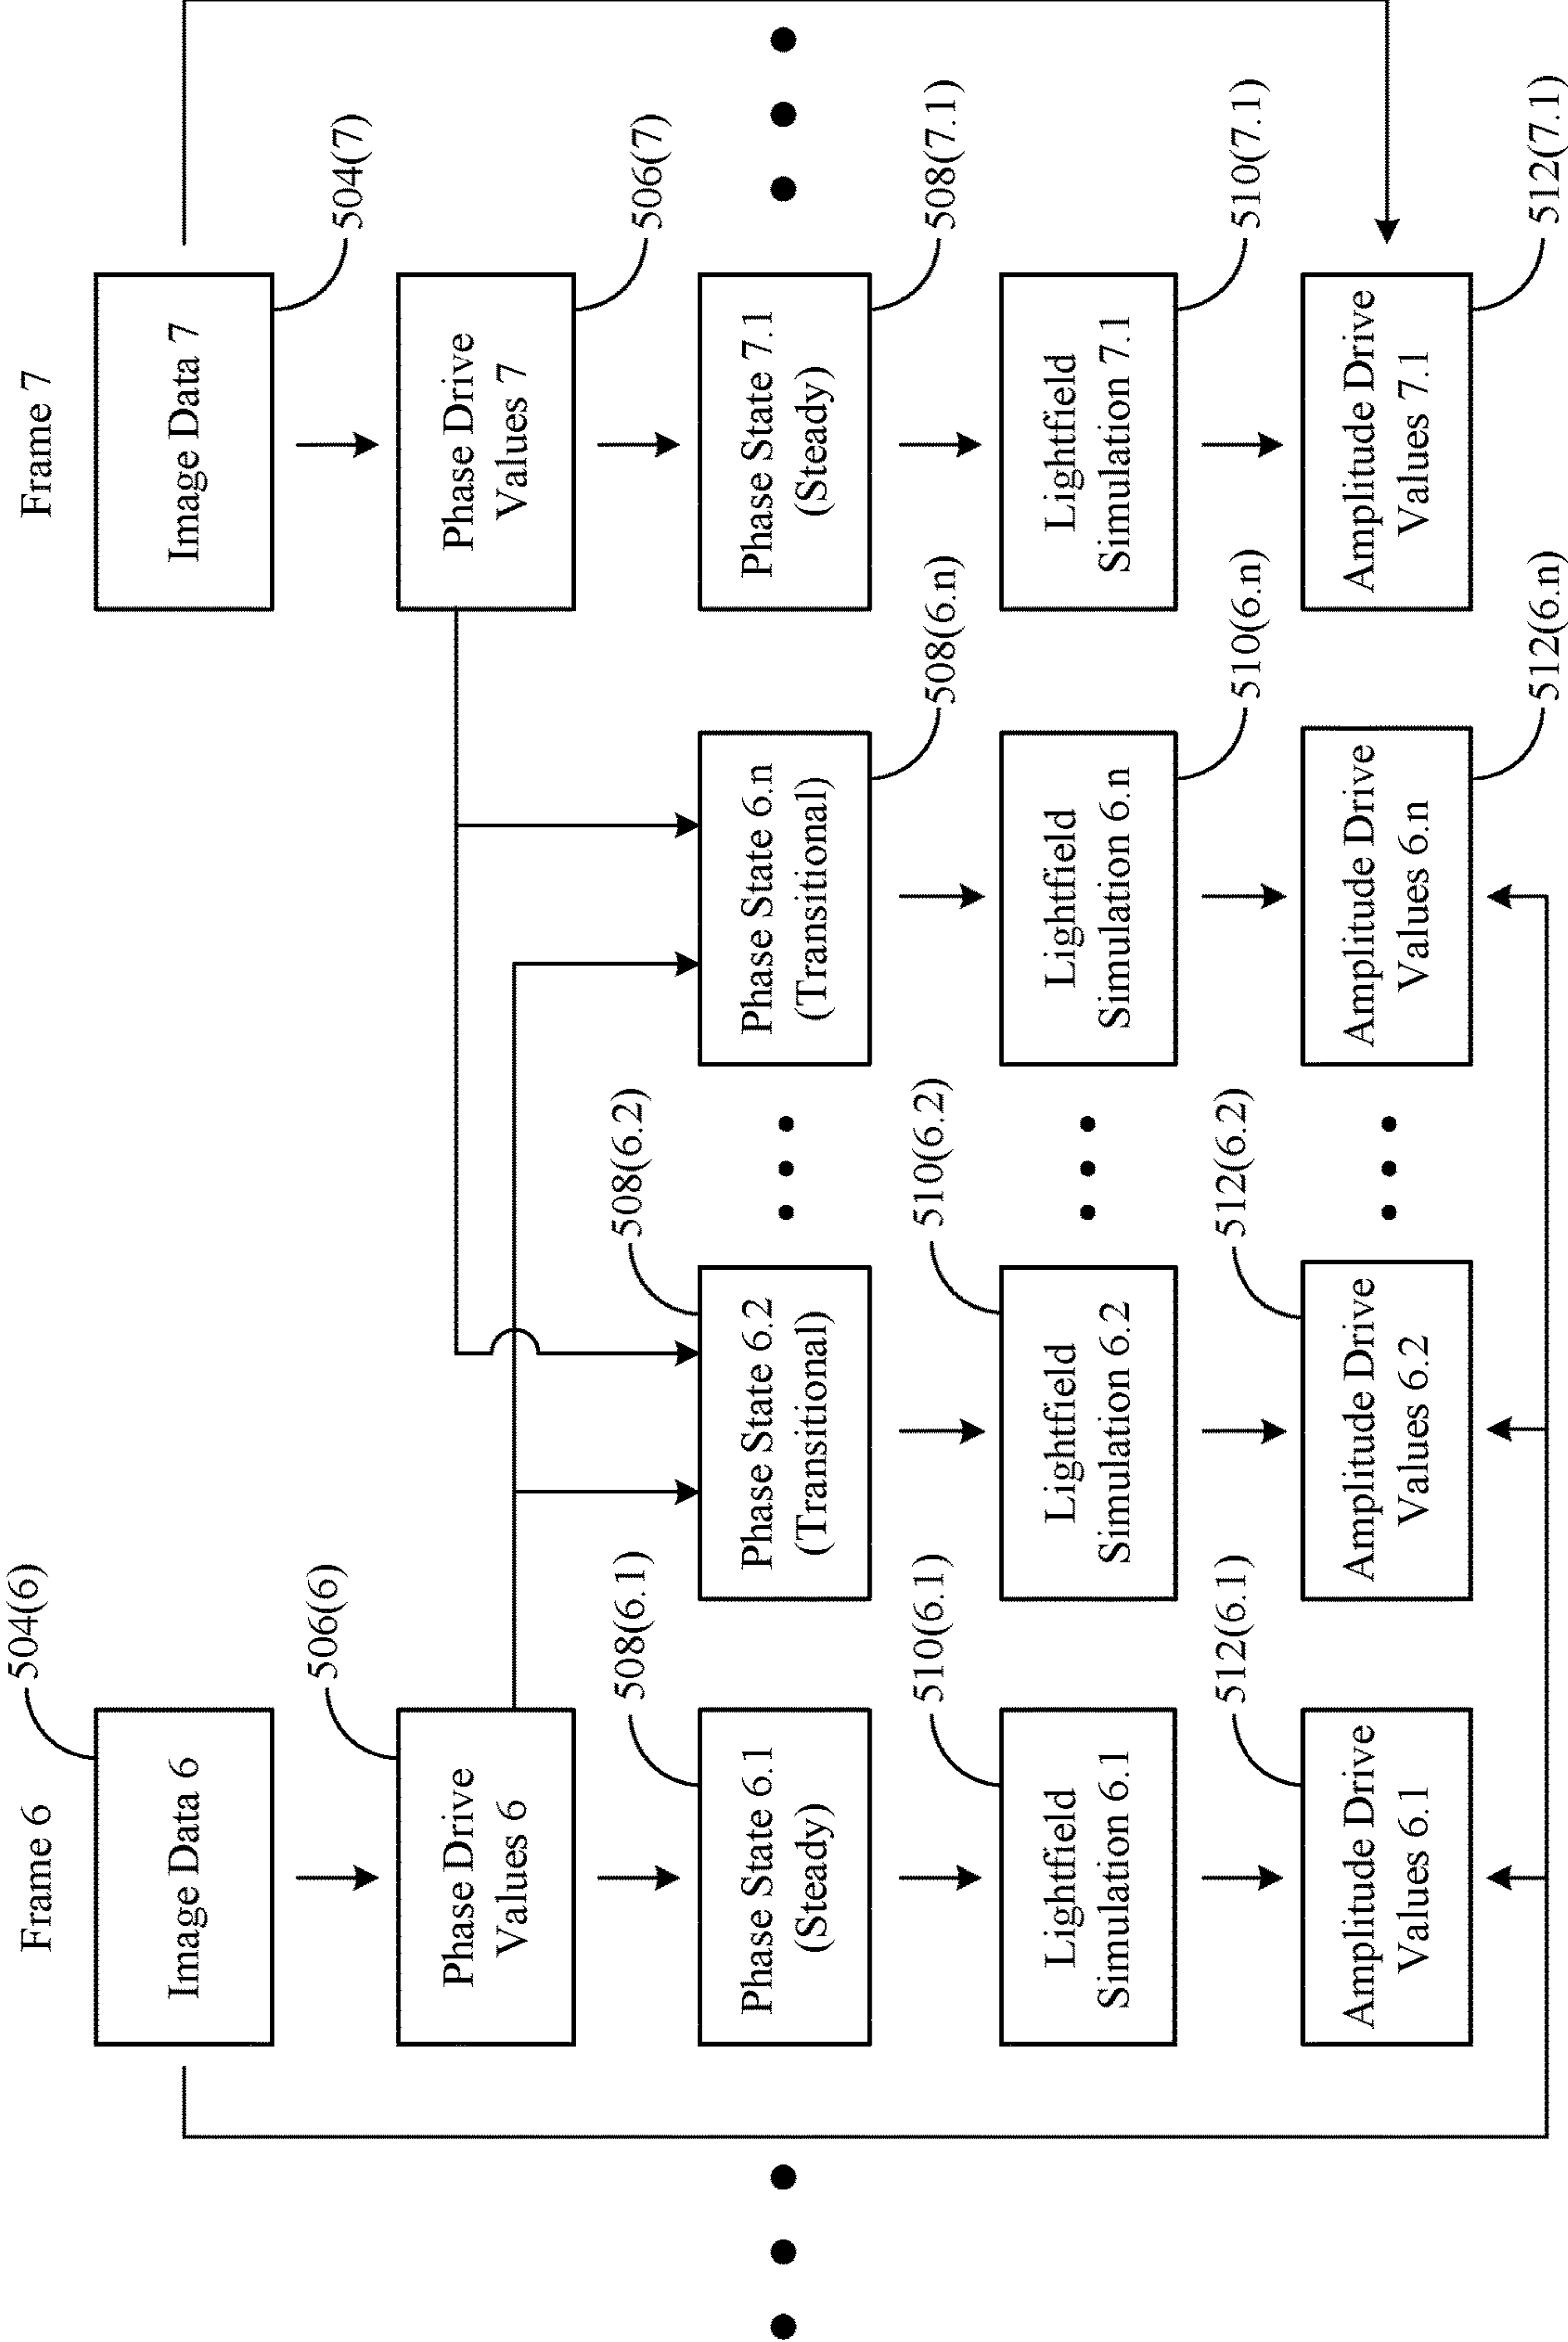 Frame 6
Frame 7
504(6)
Image Data 6
Image Data 7
504(7)
506(6)
Phase Drive
Values 6
Phase Drive
Values 7
506(7)
508(6.1)
Phase State 6.1
(Steady)
508(6.2)
Phase State 6.2
(Transitional)
Phase State 6.n
(Transitional)
508(6.n)
Phase State 7.1
(Steady)
508(7.1)
510(6.1)
Lightfield
Simulation 6.1
510(6.2)
Lightfield
Simulation 6.2
Lightfield
Simulation 6.n
510(6.n)
Lightfield
Simulation 7.1
510(7.1)
512(6.1)
Amplitude Drive
Values 6.1
512(6.2)
Amplitude Drive
Values 6.2
Amplitude Drive
Values 6.n
512(6.n)
Amplitude Drive
Values 7.1
512(7.1)